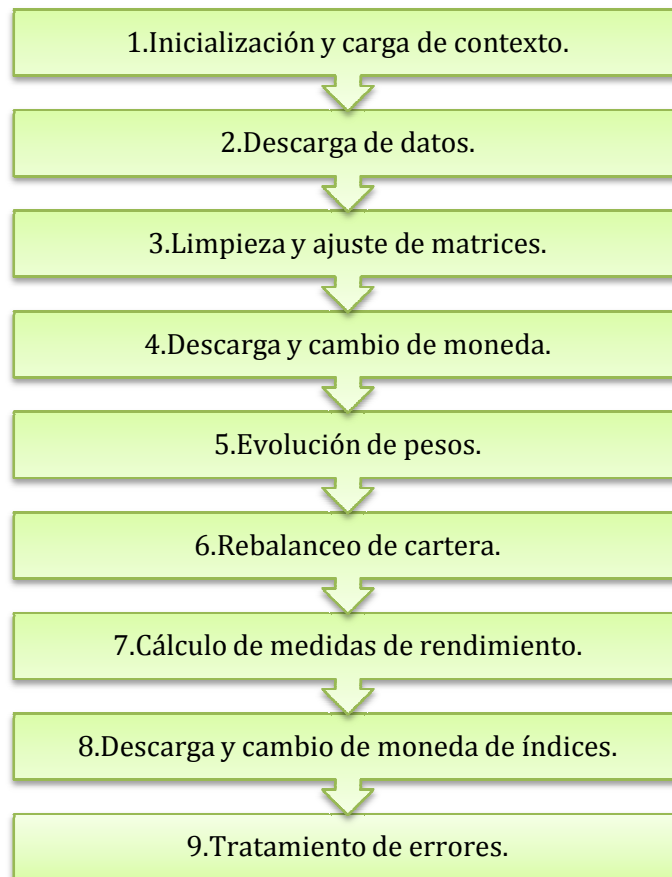 1.Inicialización y carga de contexto.
2.Descarga de datos.
3.Limpieza y ajuste de matrices.
4.Descarga y cambio de moneda.
5.Evolución de pesos.
6.Rebalanceo de cartera.
7.Cálculo de medidas de rendimiento.
8.Descarga y cambio de moneda de índices.
9.Tratamiento de errores.